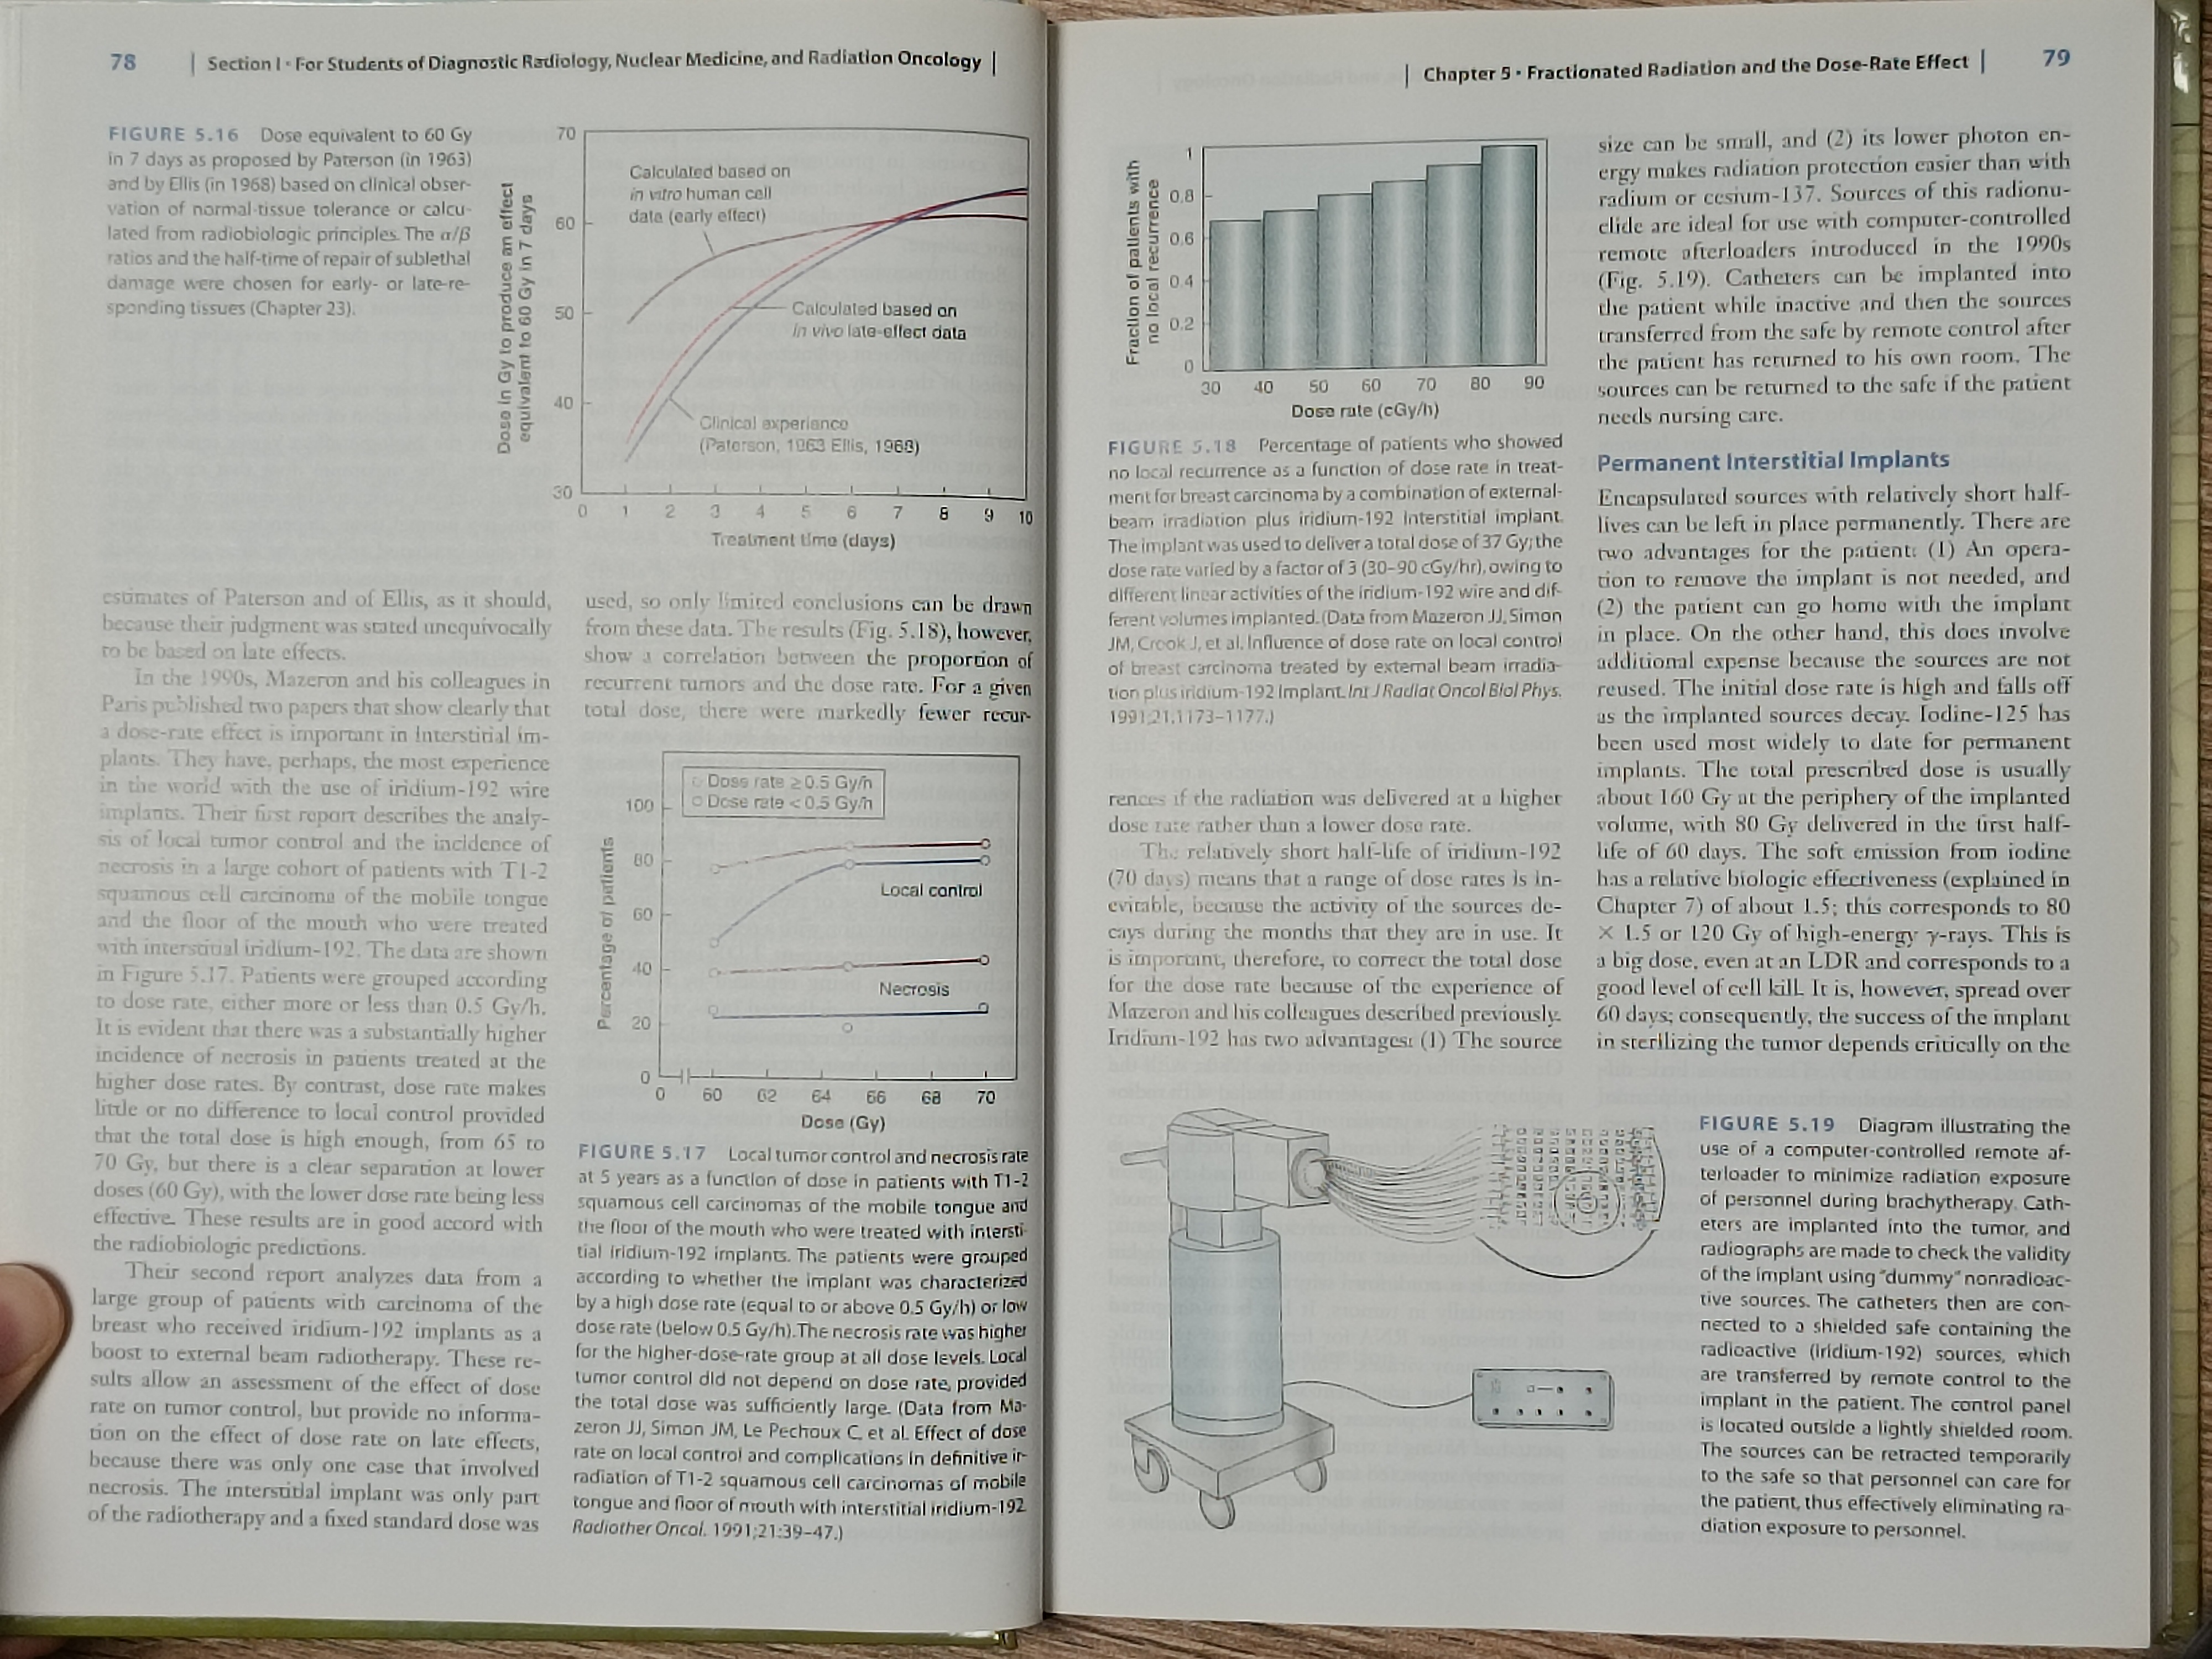 78 | Section I • For Students of Diagnostic Radiology, Nuclear Medicine, and Radiation Oncology |
FIGURE 5.16 Dose equivalent to 60 Gy
in 7 days as proposed by Paterson (in 1963)
and by Ellis (in 1968) based on clinical obser-
vation of normal-tissue tolerance or calcu-
lated from radiobiologic principles. The α/β
ratios and the half-time of repair of sublethal
damage were chosen for early- or late-re-
sponding tissues (Chapter 23).
Dose in Gy to produce an effect
equivalent to 60 Gy in 7 days
70
60
50
40
30
Calculated based on
in vitro human cell
data (early effect)
Calculated based on
in vivo late-effect data
Clinical experience
(Paterson, 1963 Ellis, 1968)
0 1 2 3 4 5 6 7 8 9 10
Treatment time (days)
estimates of Paterson and of Ellis, as it should,
because their judgment was stated unequivocally
to be based on late effects.
In the 1990s, Mazeron and his colleagues in
Paris published two papers that show clearly that
a dose-rate effect is important in interstitial im-
plants. They have, perhaps, the most experience
in the world with the use of iridium-192 wire
implants. Their first report describes the analy-
sis of local tumor control and the incidence of
necrosis in a large cohort of patients with T1-2
squamous cell carcinoma of the mobile tongue
and the floor of the mouth who were treated
with interstitial iridium-192. The data are shown
in Figure 5.17. Patients were grouped according
to dose rate, either more or less than 0.5 Gy/h.
It is evident that there was a substantially higher
incidence of necrosis in patients treated at the
higher dose rates. By contrast, dose rate makes
little or no difference to local control provided
that the total dose is high enough, from 65 to
70 Gy, but there is a clear separation at lower
doses (60 Gy), with the lower dose rate being less
effective. These results are in good accord with
the radiobiologic predictions.
Their second report analyzes data from a
large group of patients with carcinoma of the
breast who received iridium-192 implants as a
boost to external beam radiotherapy. These re-
sults allow an assessment of the effect of dose
rate on tumor control, but provide no informa-
tion on the effect of dose rate on late effects,
because there was only one case that involved
necrosis. The interstitial implant was only part
of the radiotherapy and a fixed standard dose was
used, so only limited conclusions can be drawn
from these data. The results (Fig. 5.18), however,
show a correlation between the proportion of
recurrent tumors and the dose rate. For a given
total dose, there were markedly fewer recur-
Dose rate ≥0.5 Gy/h
Dose rate <0.5 Gy/h
Percentage of patients
100
80
60
40
20
0
Local control
Necrosis
0 60 62 64 66 68 70
Dose (Gy)
FIGURE 5.17 Local tumor control and necrosis rate
at 5 years as a function of dose in patients with T1-2
squamous cell carcinomas of the mobile tongue and
the floor of the mouth who were treated with intersti-
tial iridium-192 implants. The patients were grouped
according to whether the implant was characterized
by a high dose rate (equal to or above 0.5 Gy/h) or low
dose rate (below 0.5 Gy/h). The necrosis rate was higher
for the higher-dose-rate group at all dose levels. Local
tumor control did not depend on dose rate, provided
the total dose was sufficiently large. (Data from Ma-
zeron JJ, Simon JM, Le Pechoux C, et al. Effect of dose
rate on local control and complications in definitive ir-
radiation of T1-2 squamous cell carcinomas of mobile
tongue and floor of mouth with interstitial iridium-192.
Radiother Oncol. 1991;21:39–47.)
| Chapter 5 • Fractionated Radiation and the Dose-Rate Effect | 79
Fraction of patients with
no local recurrence
1
0.8
0.6
0.4
0.2
0
30 40 50 60 70 80 90
Dose rate (cGy/h)
FIGURE 5.18 Percentage of patients who showed
no local recurrence as a function of dose rate in treat-
ment for breast carcinoma by a combination of external-
beam irradiation plus iridium-192 interstitial implant.
The implant was used to deliver a total dose of 37 Gy; the
dose rate varied by a factor of 3 (30–90 cGy/hr), owing to
different linear activities of the iridium-192 wire and dif-
ferent volumes implanted. (Data from Mazeron JJ, Simon
JM, Crook J, et al. Influence of dose rate on local control
of breast carcinoma treated by external beam irradia-
tion plus iridium-192 implant. Int J Radiat Oncol Biol Phys.
1991;21:1173–1177.)
rences if the radiation was delivered at a higher
dose rate rather than a lower dose rate.
The relatively short half-life of iridium-192
(70 days) means that a range of dose rates is in-
evitable, because the activity of the sources de-
cays during the months that they are in use. It
is important, therefore, to correct the total dose
for the dose rate because of the experience of
Mazeron and his colleagues described previously.
Iridium-192 has two advantages: (1) The source
size can be small, and (2) its lower photon en-
ergy makes radiation protection easier than with
radium or cesium-137. Sources of this radionu-
clide are ideal for use with computer-controlled
remote afterloaders introduced in the 1990s
(Fig. 5.19). Catheters can be implanted into
the patient while inactive and then the sources
transferred from the safe by remote control after
the patient has returned to his own room. The
sources can be returned to the safe if the patient
needs nursing care.
Permanent Interstitial Implants
Encapsulated sources with relatively short half-
lives can be left in place permanently. There are
two advantages for the patient: (1) An opera-
tion to remove the implant is not needed, and
(2) the patient can go home with the implant
in place. On the other hand, this does involve
additional expense because the sources are not
reused. The initial dose rate is high and falls off
as the implanted sources decay. Iodine-125 has
been used most widely to date for permanent
implants. The total prescribed dose is usually
about 160 Gy at the periphery of the implanted
volume, with 80 Gy delivered in the first half-
life of 60 days. The soft emission from iodine
has a relative biologic effectiveness (explained in
Chapter 7) of about 1.5; this corresponds to 80
× 1.5 or 120 Gy of high-energy γ-rays. This is
a big dose, even at an LDR and corresponds to a
good level of cell kill. It is, however, spread over
60 days; consequently, the success of the implant
in sterilizing the tumor depends critically on the
FIGURE 5.19 Diagram illustrating the
use of a computer-controlled remote af-
terloader to minimize radiation exposure
of personnel during brachytherapy. Cath-
eters are implanted into the tumor, and
radiographs are made to check the validity
of the implant using "dummy" nonradioac-
tive sources. The catheters then are con-
nected to a shielded safe containing the
radioactive (iridium-192) sources, which
are transferred by remote control to the
implant in the patient. The control panel
is located outside a lightly shielded room.
The sources can be retracted temporarily
to the safe so that personnel can care for
the patient, thus effectively eliminating ra-
diation exposure to personnel.